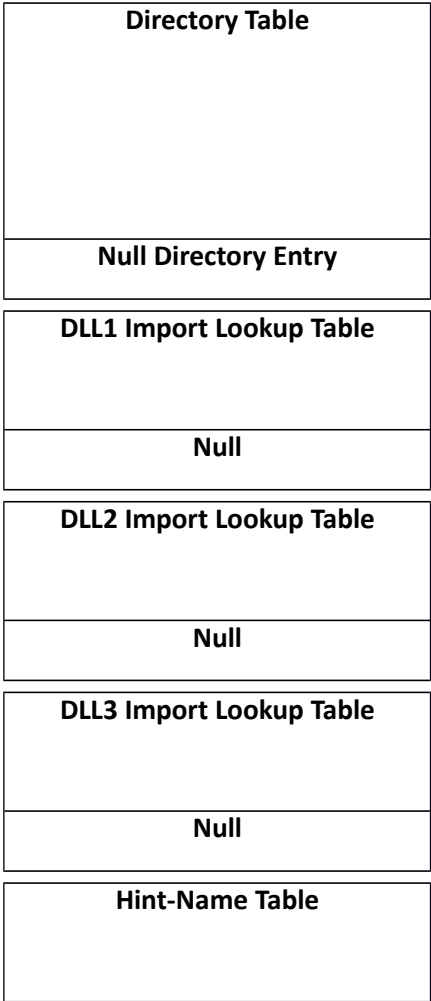 Directory Table
Null Directory Entry
DLL1 Import Lookup Table
Null
DLL2 Import Lookup Table
Null
DLL3 Import Lookup Table
Null
Hint-Name Table